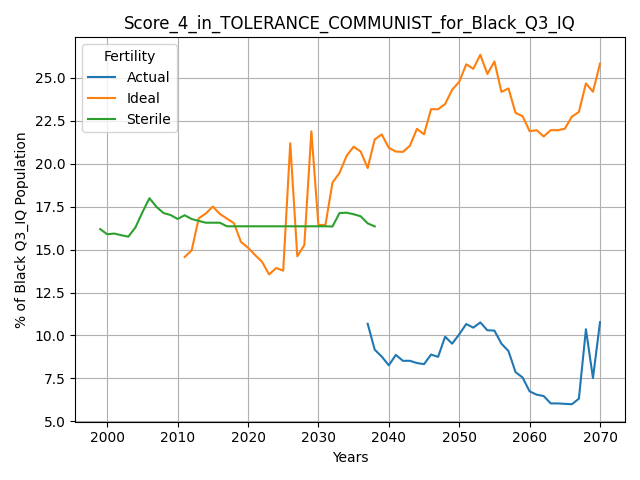 Score_4_in_TOLERANCE_COMMUNIST_for_Black_Q3_IQ
Fertility
Actual
Ideal
Sterile
% of Black Q3_IQ Population
25.0
22.5
20.0
17.5
15.0
12.5
10.0
7.5
5.0
2000 2010 2020 2030 2040 2050 2060 2070
Years